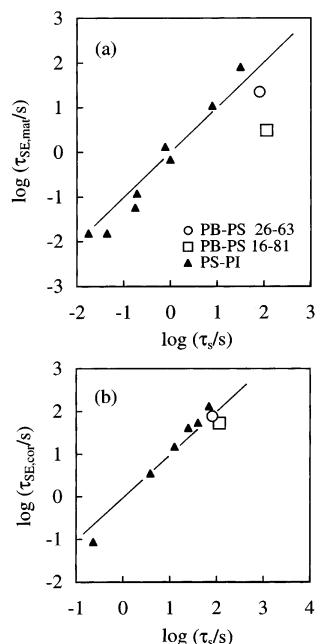 3
(a)
2
log (τSE,mat/s)
1
0
-1
○ PB-PS 26-63
□ PB-PS 16-81
-2
▲ PS-PI
-3
-2 -1 0 1 2 3
log (τs/s)
3
(b)
2
log (τSE,cor/s)
1
0
-1
-2
-1 0 1 2 3 4
log (τs/s)